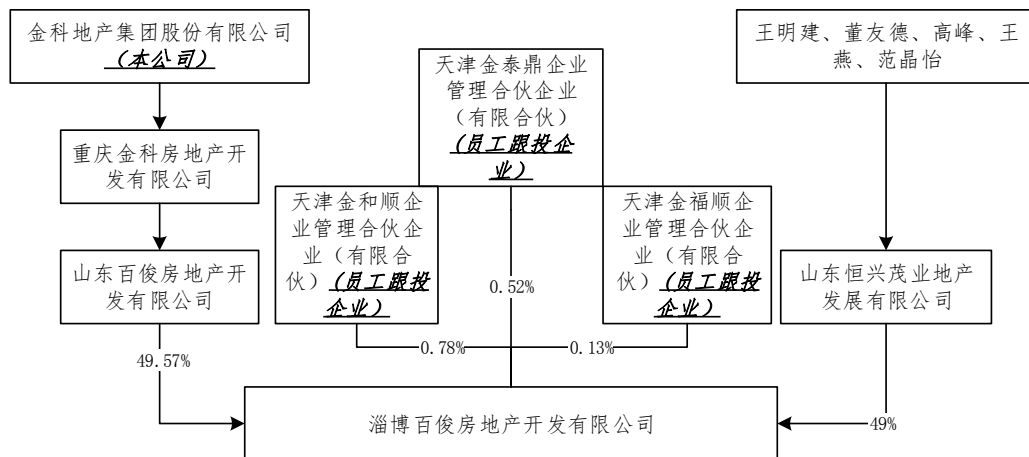 金科地产集团股份有限公司
（本公司）
重庆金科房地产开
发有限公司
山东百俊房地产开
发有限公司
49.57%
天津金泰鼎企业
管理合伙企业
（有限合伙）
（员工跟投企
业）
天津金和顺企
业管理合伙企
业（有限合
伙）（员工跟投
企业）
0.78%
0.52%
天津金福顺企
业管理合伙企
业（有限合
伙）（员工跟投
企业）
0.13%
王明建、董友德、高峰、王
燕、范晶怡
山东恒兴茂业地产
发展有限公司
49%
淄博百俊房地产开发有限公司